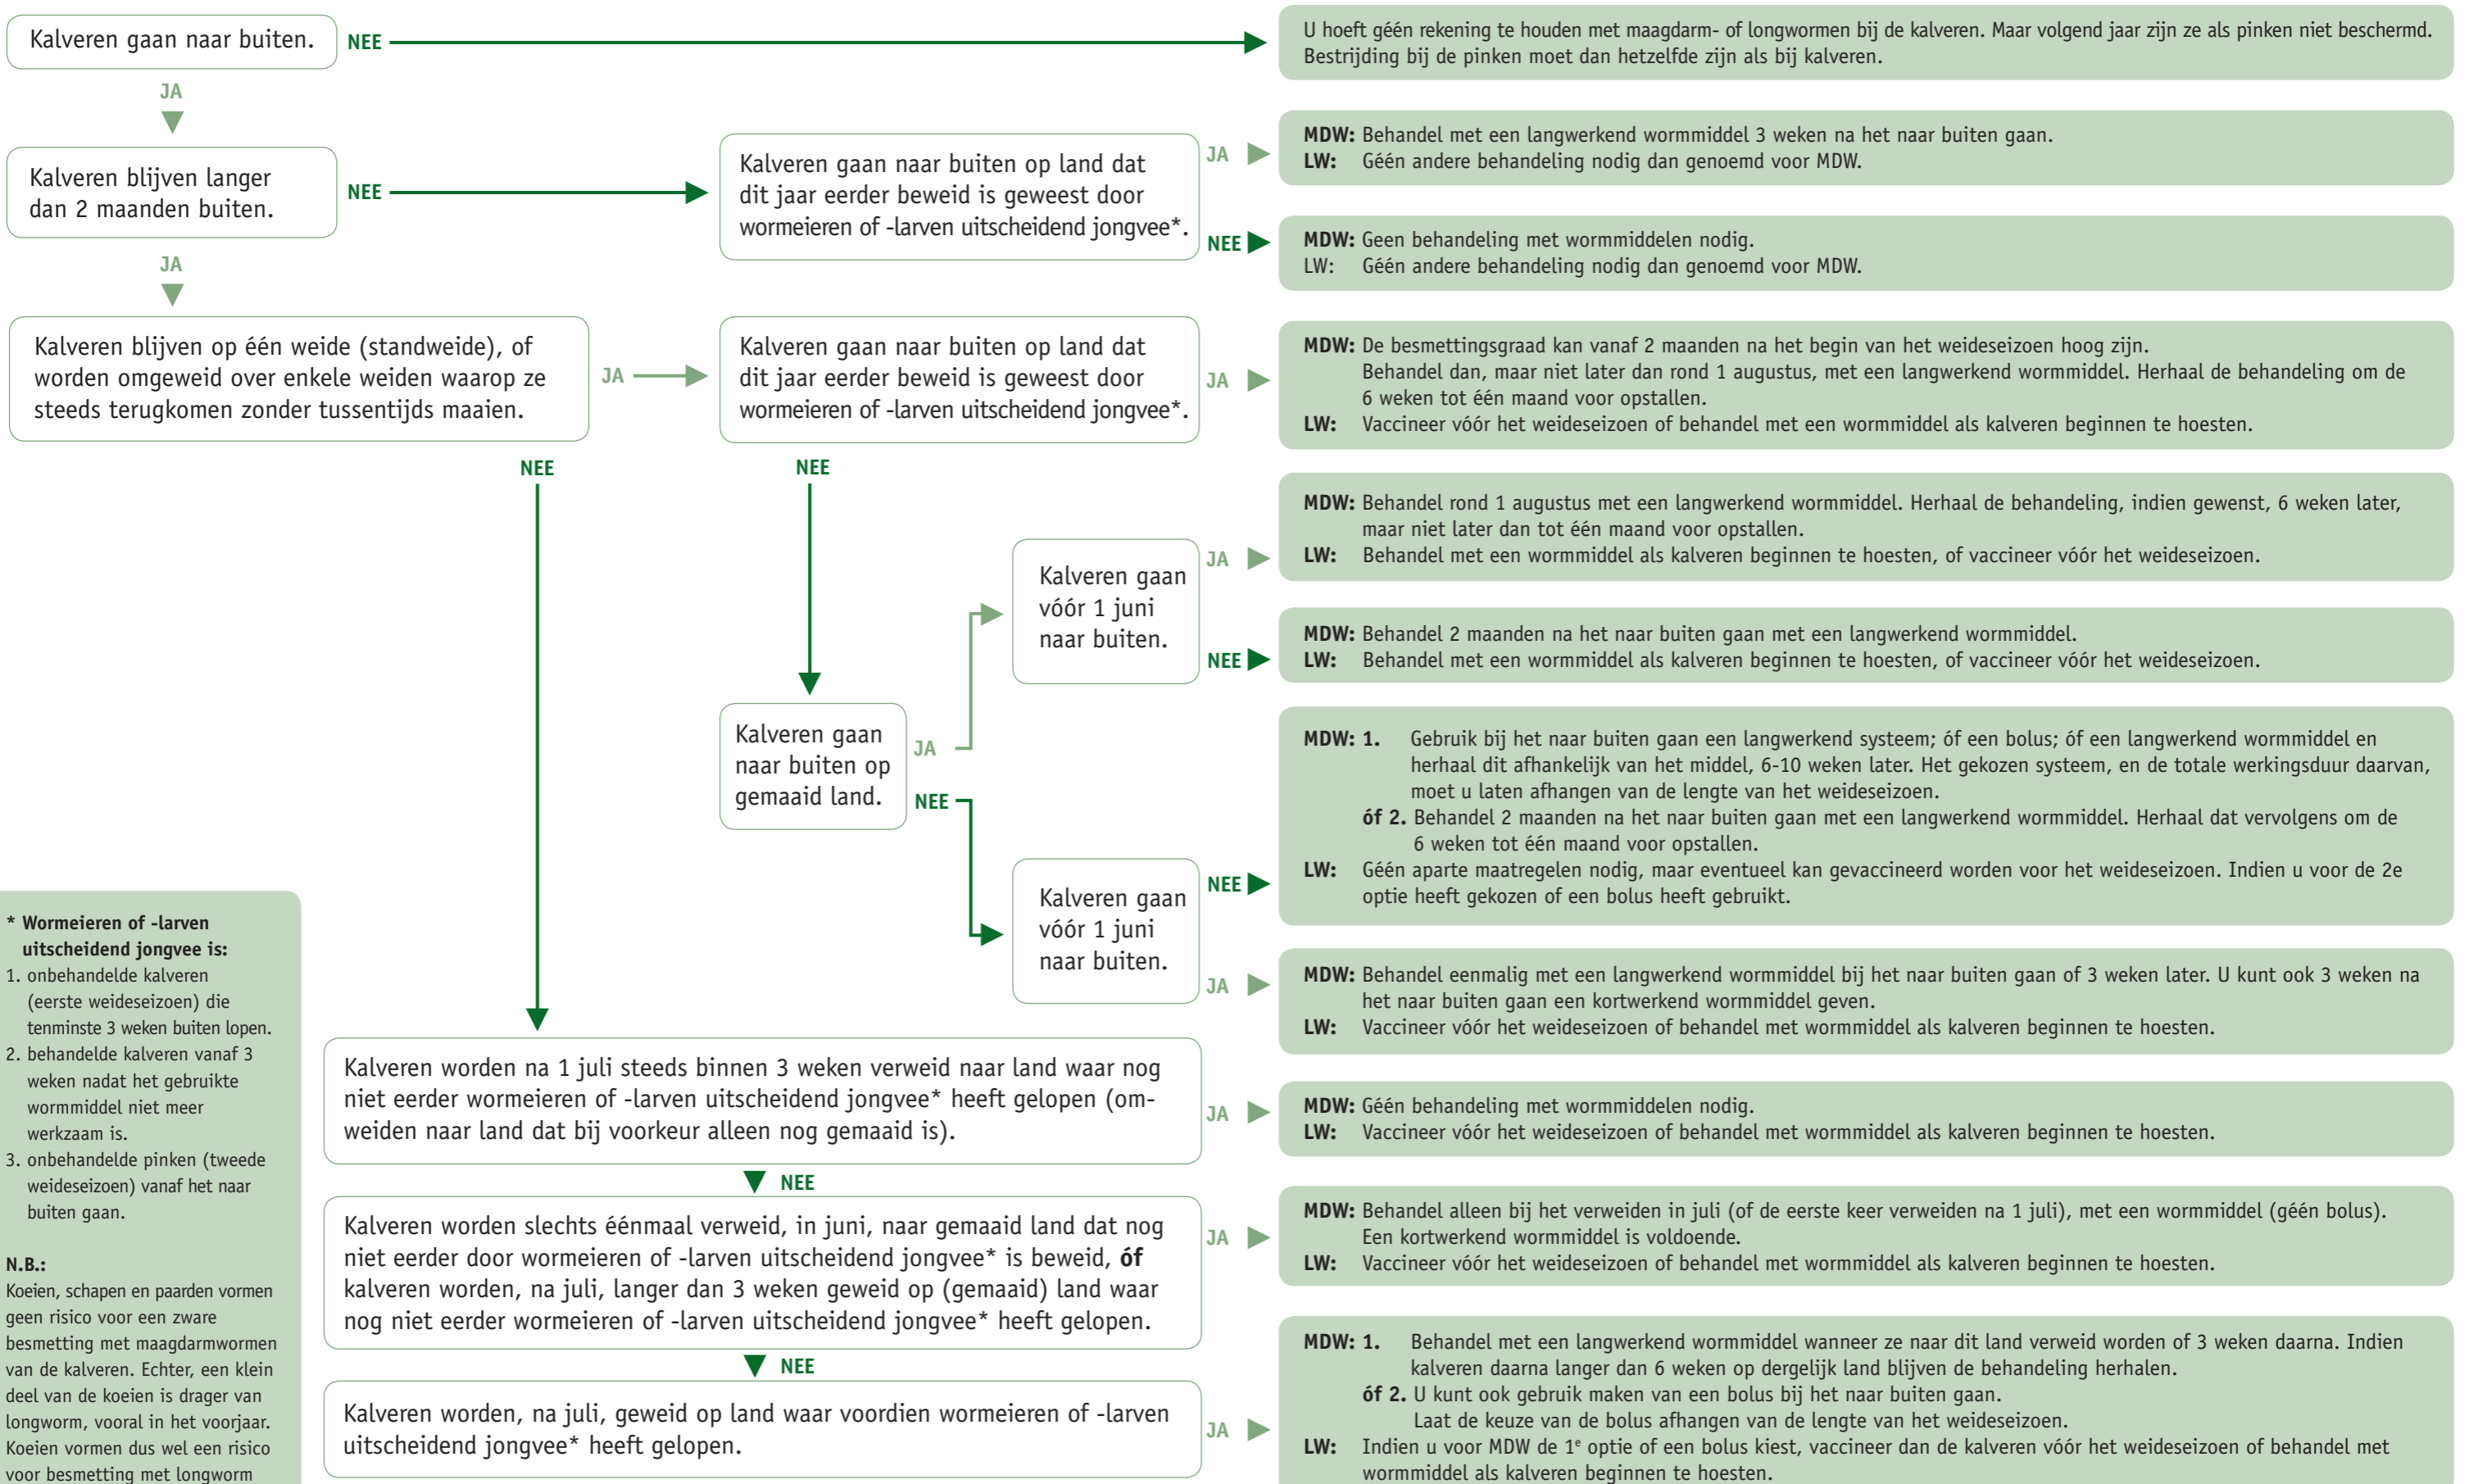 Kalveren gaan naar buiten.
NEE
U hoeft géén rekening te houden met maagdarm- of longwormen bij de kalveren. Maar volgend jaar zijn ze als pinken niet beschermd.
Bestrijding bij de pinken moet dan hetzelfde zijn als bij kalveren.
JA
Kalveren blijven langer
dan 2 maanden buiten.
NEE
Kalveren gaan naar buiten op land dat
dit jaar eerder beweid is geweest door
wormeieren of -larven uitscheidend jongvee*.
JA
MDW: Behandel met een langwerkend wormmiddel 3 weken na het naar buiten gaan.
LW: Géén andere behandeling nodig dan genoemd voor MDW.
NEE
MDW: Geen behandeling met wormmiddelen nodig.
LW: Géén andere behandeling nodig dan genoemd voor MDW.
JA
Kalveren blijven op één weide (standweide), of
worden omgeweid over enkele weiden waarop ze
steeds terugkomen zonder tussentijds maaien.
JA
Kalveren gaan naar buiten op land dat
dit jaar eerder beweid is geweest door
wormeieren of -larven uitscheidend jongvee*.
JA
MDW: De besmettingsgraad kan vanaf 2 maanden na het begin van het weideseizoen hoog zijn.
Behandel dan, maar niet later dan rond 1 augustus, met een langwerkend wormmiddel. Herhaal de behandeling om de
6 weken tot één maand voor opstallen.
LW: Vaccineer vóór het weideseizoen of behandel met een wormmiddel als kalveren beginnen te hoesten.
NEE
NEE
Kalveren gaan
vóór 1 juni
naar buiten.
JA
MDW: Behandel rond 1 augustus met een langwerkend wormmiddel. Herhaal de behandeling, indien gewenst, 6 weken later,
maar niet later dan tot één maand voor opstallen.
LW: Behandel met een wormmiddel als kalveren beginnen te hoesten, of vaccineer vóór het weideseizoen.
NEE
MDW: Behandel 2 maanden na het naar buiten gaan met een langwerkend wormmiddel.
LW: Behandel met een wormmiddel als kalveren beginnen te hoesten, of vaccineer vóór het weideseizoen.
Kalveren gaan
naar buiten op
gemaaid land.
JA
NEE
Kalveren gaan
vóór 1 juni
naar buiten.
NEE
MDW: 1. Gebruik bij het naar buiten gaan een langwerkend systeem; óf een bolus; óf een langwerkend wormmiddel en
herhaal dit afhankelijk van het middel, 6-10 weken later. Het gekozen systeem, en de totale werkingsduur daarvan,
moet u laten afhangen van de lengte van het weideseizoen.
óf 2. Behandel 2 maanden na het naar buiten gaan met een langwerkend wormmiddel. Herhaal dat vervolgens om de
6 weken tot één maand voor opstallen.
LW: Géén aparte maatregelen nodig, maar eventueel kan gevaccineerd worden voor het weideseizoen. Indien u voor de 2e
optie heeft gekozen of een bolus heeft gebruikt.
JA
MDW: Behandel eenmalig met een langwerkend wormmiddel bij het naar buiten gaan of 3 weken later. U kunt ook 3 weken na
het naar buiten gaan een kortwerkend wormmiddel geven.
LW: Vaccineer vóór het weideseizoen of behandel met wormmiddel als kalveren beginnen te hoesten.
Kalveren worden na 1 juli steeds binnen 3 weken verweid naar land waar nog
niet eerder wormeieren of -larven uitscheidend jongvee* heeft gelopen (om-
weiden naar land dat bij voorkeur alleen nog gemaaid is).
JA
MDW: Géén behandeling met wormmiddelen nodig.
LW: Vaccineer vóór het weideseizoen of behandel met wormmiddel als kalveren beginnen te hoesten.
NEE
Kalveren worden slechts éénmaal verweid, in juni, naar gemaaid land dat nog
niet eerder door wormeieren of -larven uitscheidend jongvee* is beweid, óf
kalveren worden, na juli, langer dan 3 weken geweid op (gemaaid) land waar
nog niet eerder wormeieren of -larven uitscheidend jongvee* heeft gelopen.
JA
MDW: Behandel alleen bij het verweiden in juli (of de eerste keer verweiden na 1 juli), met een wormmiddel (géén bolus).
Een kortwerkend wormmiddel is voldoende.
LW: Vaccineer vóór het weideseizoen of behandel met wormmiddel als kalveren beginnen te hoesten.
NEE
Kalveren worden, na juli, geweid op land waar voordien wormeieren of -larven
uitscheidend jongvee* heeft gelopen.
JA
MDW: 1. Behandel met een langwerkend wormmiddel wanneer ze naar dit land verweid worden of 3 weken daarna. Indien
kalveren daarna langer dan 6 weken op dergelijk land blijven de behandeling herhalen.
óf 2. U kunt ook gebruik maken van een bolus bij het naar buiten gaan.
Laat de keuze van de bolus afhangen van de lengte van het weideseizoen.
LW: Indien u voor MDW de 1e optie of een bolus kiest, vaccineer dan de kalveren vóór het weideseizoen of behandel met
wormmiddel als kalveren beginnen te hoesten.
* Wormeieren of -larven
uitscheidend jongvee is:
1. onbehandelde kalveren
(eerste weideseizoen) die
tenminste 3 weken buiten lopen.
2. behandelde kalveren vanaf 3
weken nadat het gebruikte
wormmiddel niet meer
werkzaam is.
3. onbehandelde pinken (tweede
weideseizoen) vanaf het naar
buiten gaan.
N.B.:
Koeien, schapen en paarden vormen
geen risico voor een zware
besmetting met maagdarmwormen
van de kalveren. Echter, een klein
deel van de koeien is drager van
longworm, vooral in het voorjaar.
Koeien vormen dus wel een risico
voor besmetting met longworm